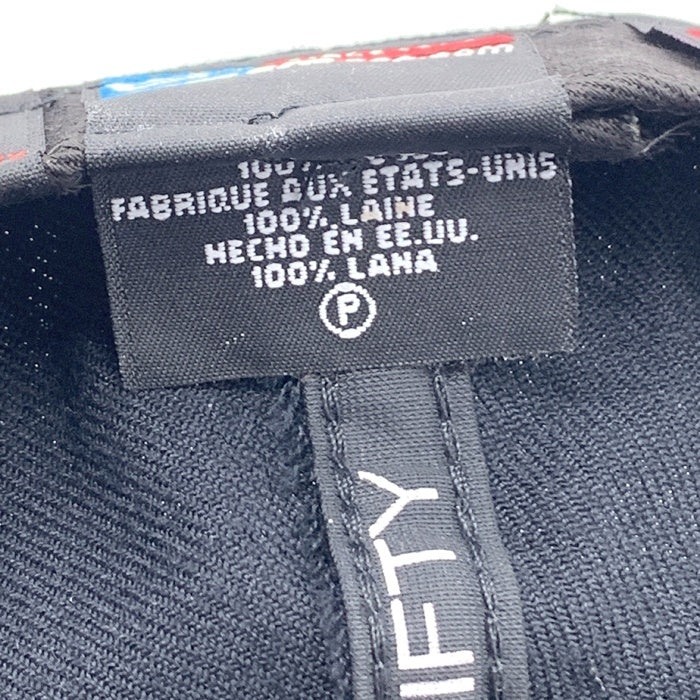 FABRIQUE AUX ETATS-UNIS
100% LAINE
HECHO EN EE.UU.
100% LANA
P
IFTY